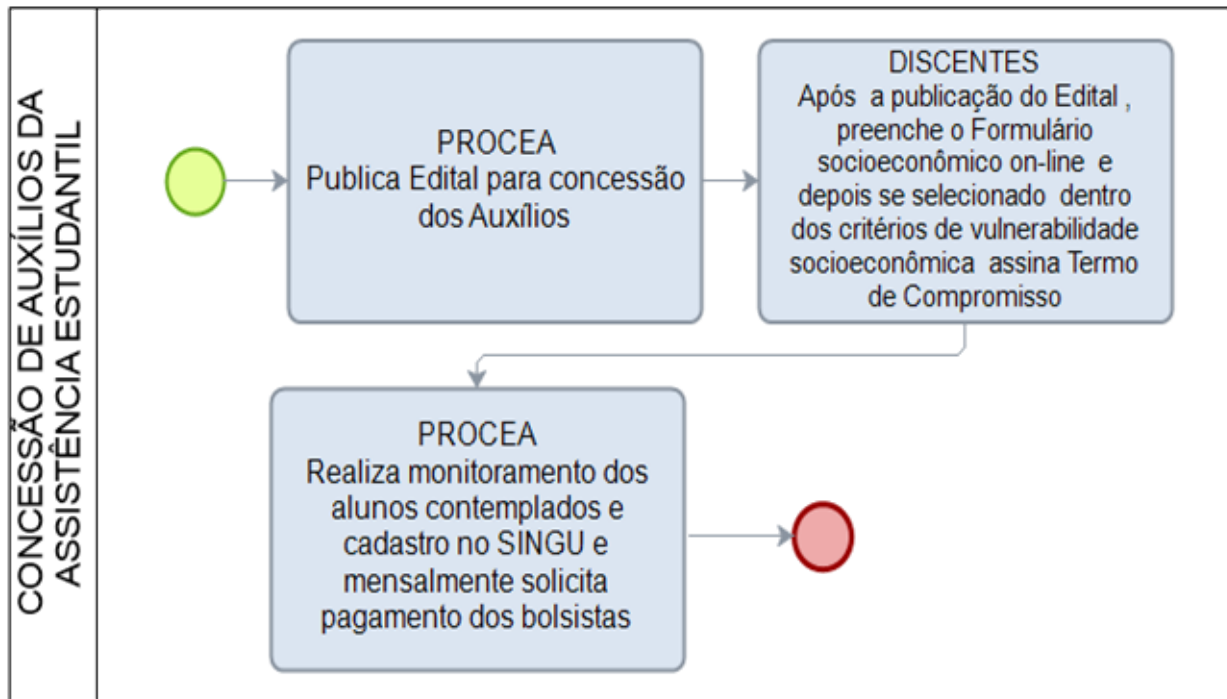 CONCESSÃO DE AUXÍLIOS DA
ASSISTÊNCIA ESTUDANTIL
PROCEA
Publica Edital para concessão
dos Auxílios
DISCENTES
Após a publicação do Edital ,
preenche o Formulário
socioeconômico on-line e
depois se selecionado dentro
dos critérios de vulnerabilidade
socioeconômica assina Termo
de Compromisso
PROCEA
Realiza monitoramento dos
alunos contemplados e
cadastro no SINGU e
mensalmente solicita
pagamento dos bolsistas